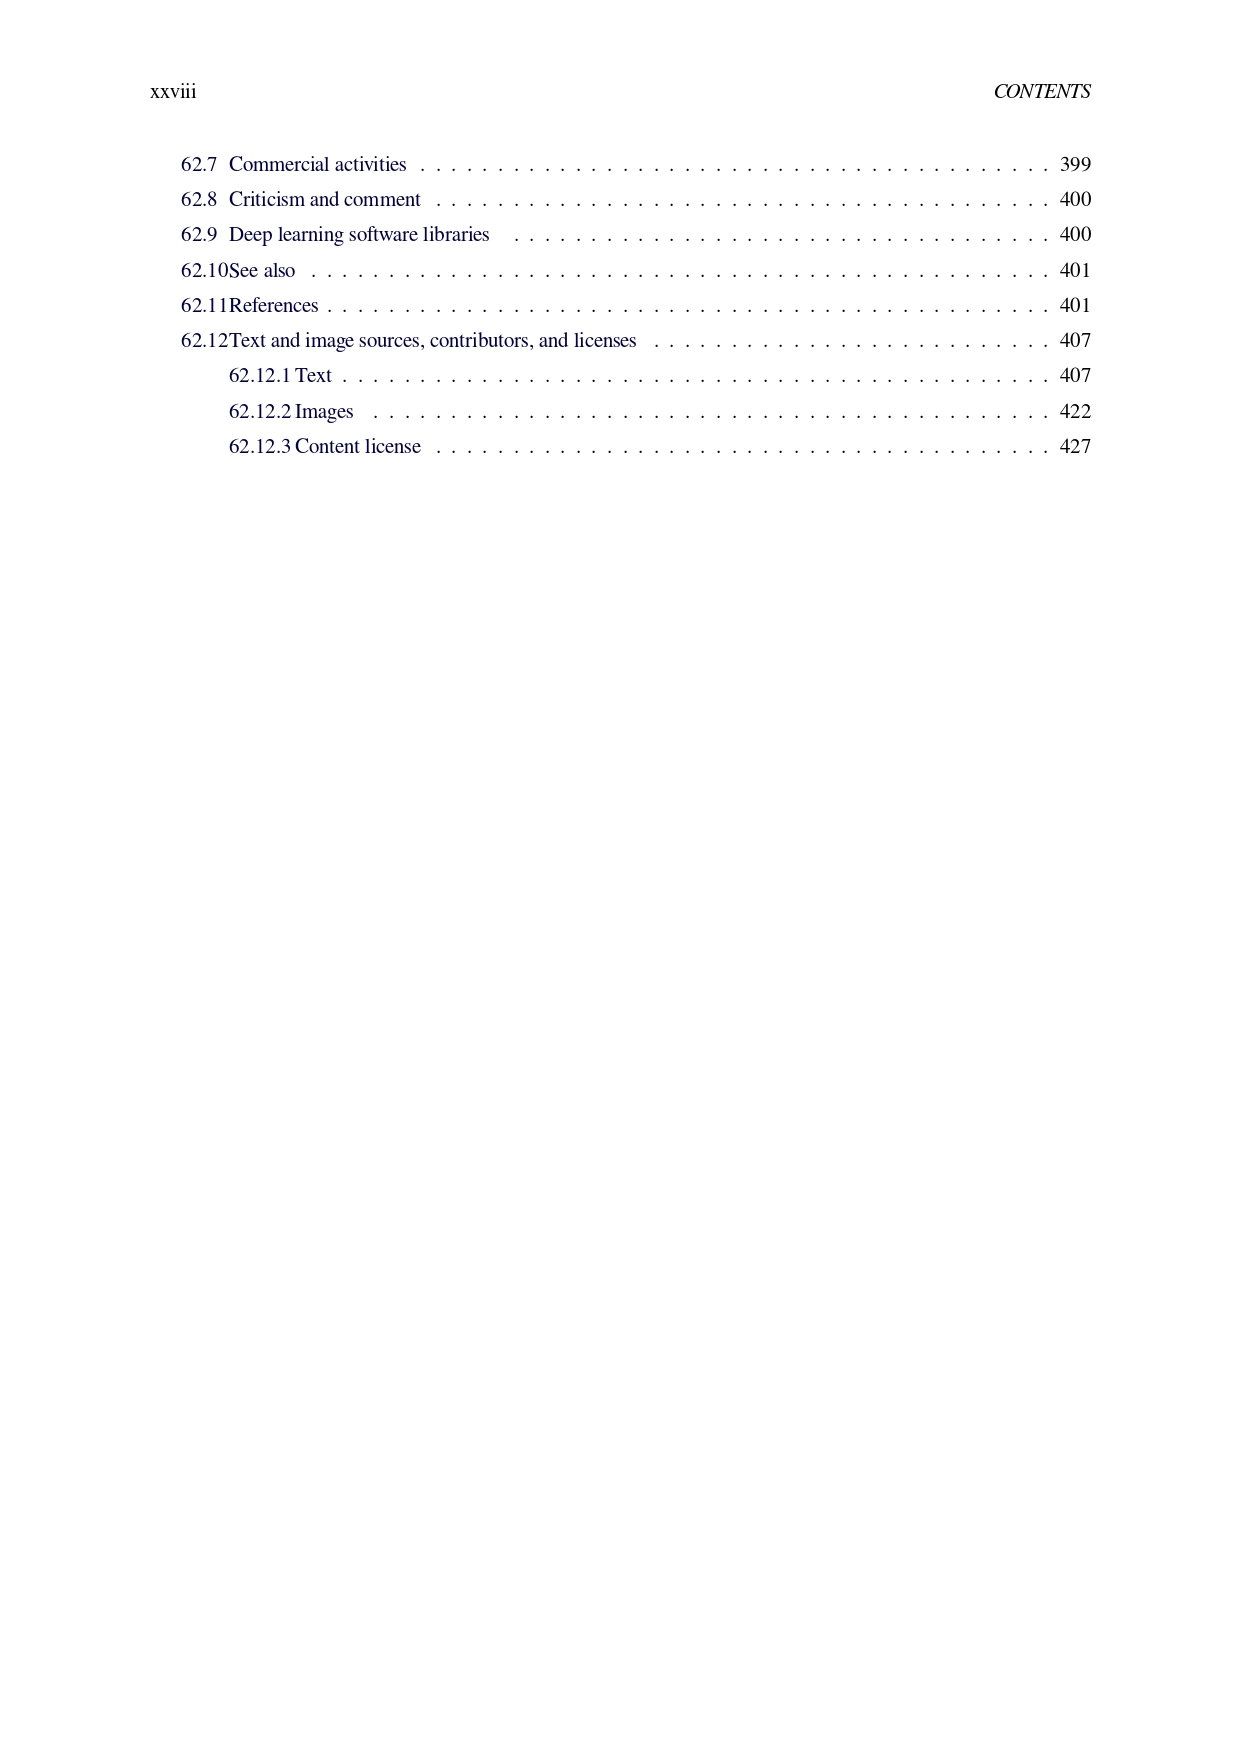 xxviii CONTENTS
62.7 Commercial activities . . . . . . . . . . . . . . . . . . . . . . . . . . . . . . . . . . . . . . . . . 399
62.8 Criticism and comment . . . . . . . . . . . . . . . . . . . . . . . . . . . . . . . . . . . . . . . . 400
62.9 Deep learning software libraries . . . . . . . . . . . . . . . . . . . . . . . . . . . . . . . . . . . 400
62.10See also . . . . . . . . . . . . . . . . . . . . . . . . . . . . . . . . . . . . . . . . . . . . . . . . 401
62.11References . . . . . . . . . . . . . . . . . . . . . . . . . . . . . . . . . . . . . . . . . . . . . . . 401
62.12Text and image sources, contributors, and licenses . . . . . . . . . . . . . . . . . . . . . . . . . . 407
62.12.1 Text . . . . . . . . . . . . . . . . . . . . . . . . . . . . . . . . . . . . . . . . . . . . . . 407
62.12.2 Images . . . . . . . . . . . . . . . . . . . . . . . . . . . . . . . . . . . . . . . . . . . . 422
62.12.3 Content license . . . . . . . . . . . . . . . . . . . . . . . . . . . . . . . . . . . . . . . . 427